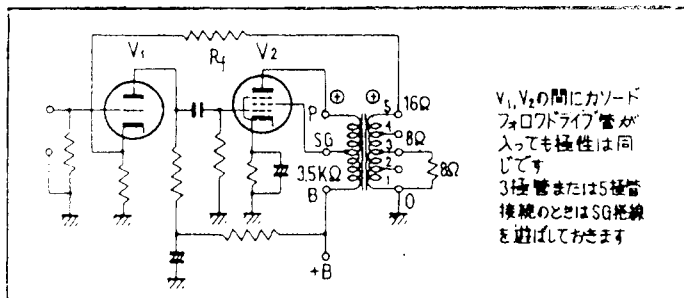 V₁
Rf
V₂
P
⊕
⊕
5
16Ω
4
8Ω
SG
3
8Ω
3.5KΩ
2
B
1
0
+B
V₁,V₂の間にカソード
フォロワドライブ管が
入っても極性は同
じです
3極管または5極管
接続のときはSG捲線
を遊ばしておきます